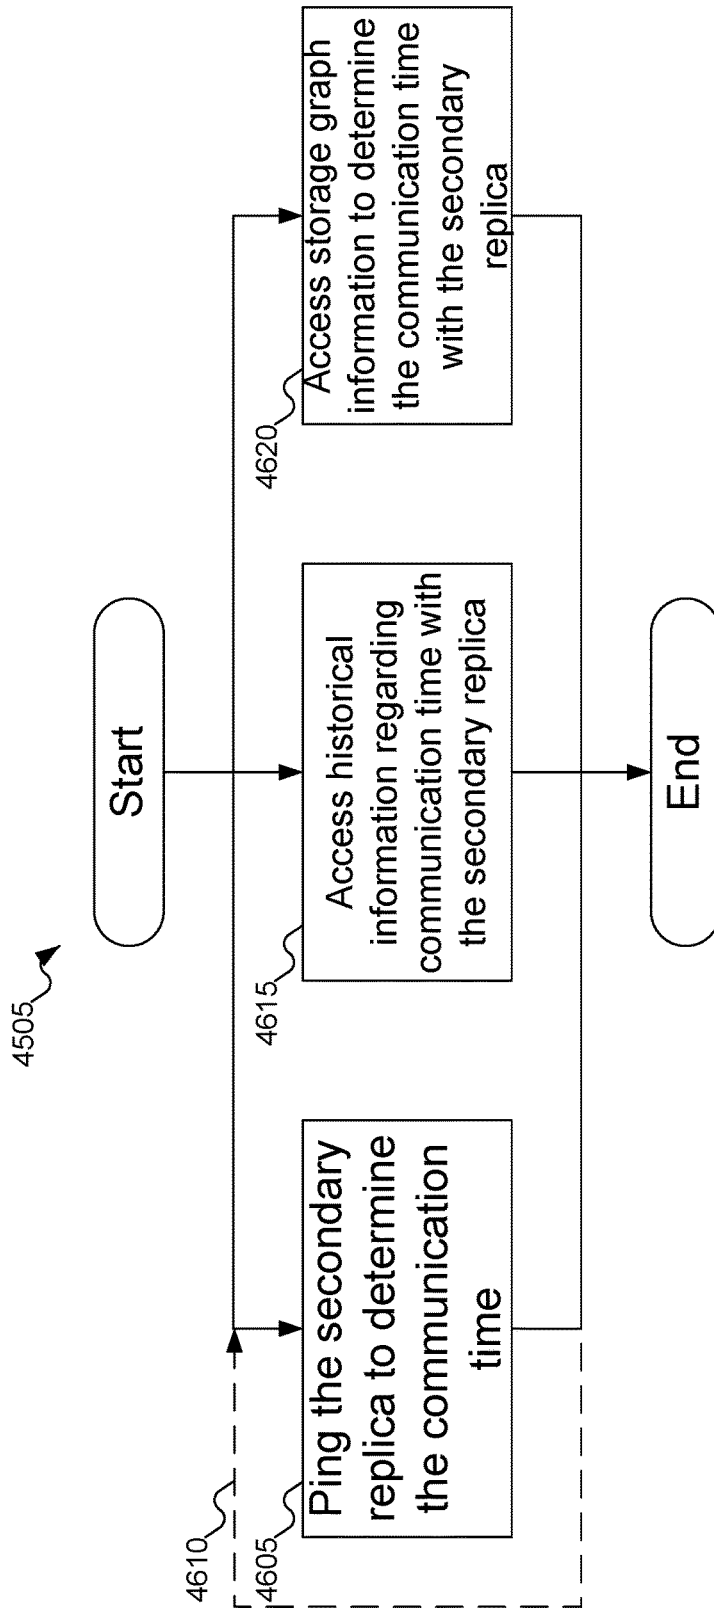 4505
Start
4610
4605
Ping the secondary
replica to determine
the communication
time
4615
Access historical
information regarding
communication time with
the secondary replica
4620
Access storage graph
information to determine
the communication time
with the secondary
replica
End